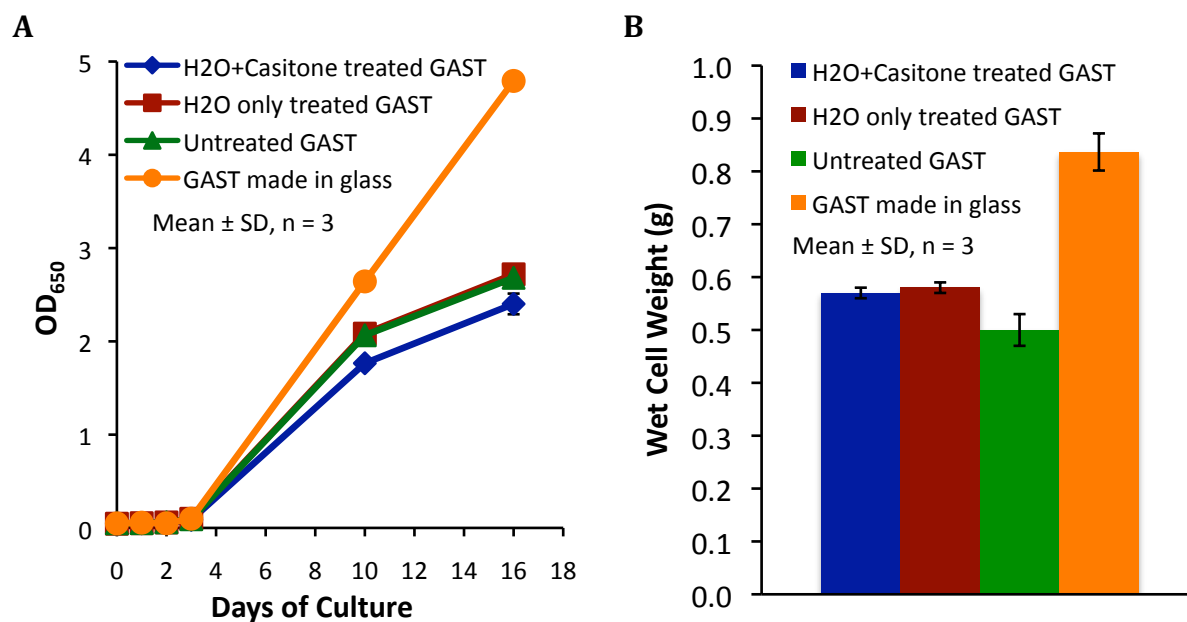 A
5
4
3
2
1
0
OD650
H2O+Casitone treated GAST
H2O only treated GAST
Untreated GAST
GAST made in glass
Mean ± SD, n = 3
0 2 4 6 8 10 12 14 16 18
Days of Culture
B
1.0
0.9
0.8
0.7
0.6
0.5
0.4
0.3
0.2
0.1
0.0
Wet Cell Weight (g)
H2O+Casitone treated GAST
H2O only treated GAST
Untreated GAST
GAST made in glass
Mean ± SD, n = 3